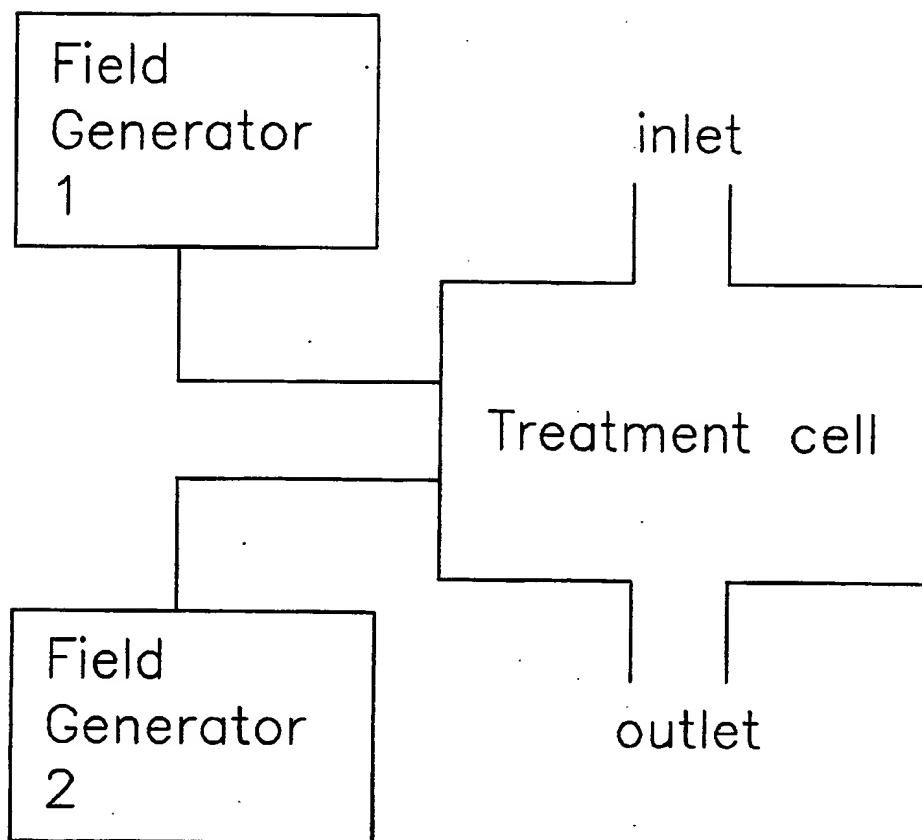 Field
Generator
1
inlet
Treatment cell
Field
Generator
2
outlet